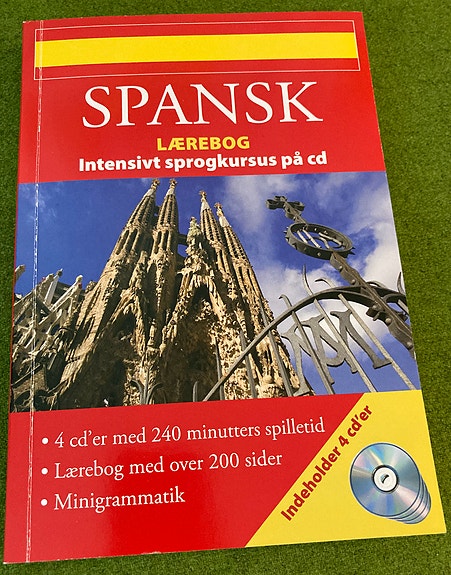 SPANSK
LÆREBOG
Intensivt sprogkursus på cd
• 4 cd'er med 240 minutters spilletid
• Lærebog med over 200 sider
• Minigrammatik
Indeholder 4 cd'er